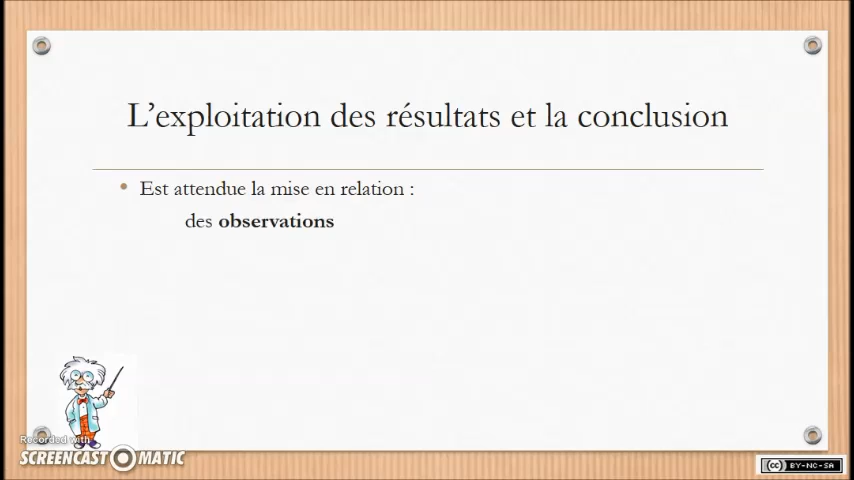 L’exploitation des résultats et la conclusion
• Est attendue la mise en relation :
des observations
Recorded with
SCREENCAST MATIC
cc BY-NC-SA